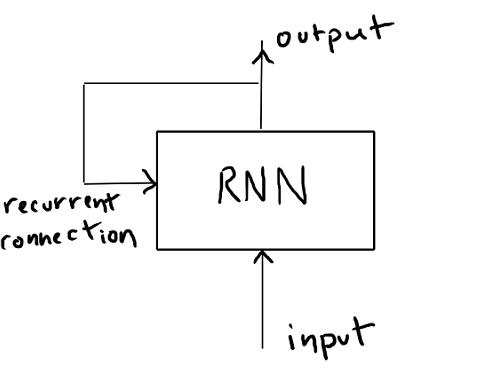 output
RNN
recurrent
connection
input